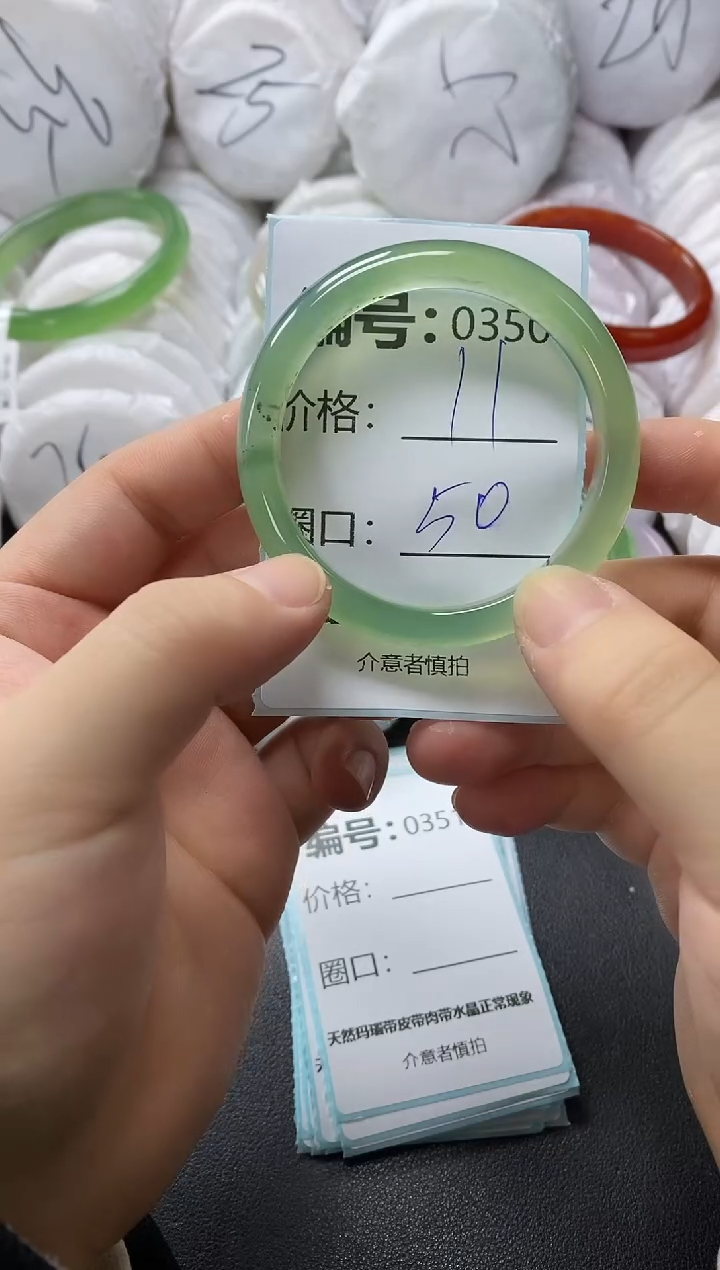 25
编号：0350
价格：11
圈口：50
介意者慎拍
编号：0351
价格：
圈口：
天然玛瑙带皮带肉带水晶正常现象
介意者慎拍